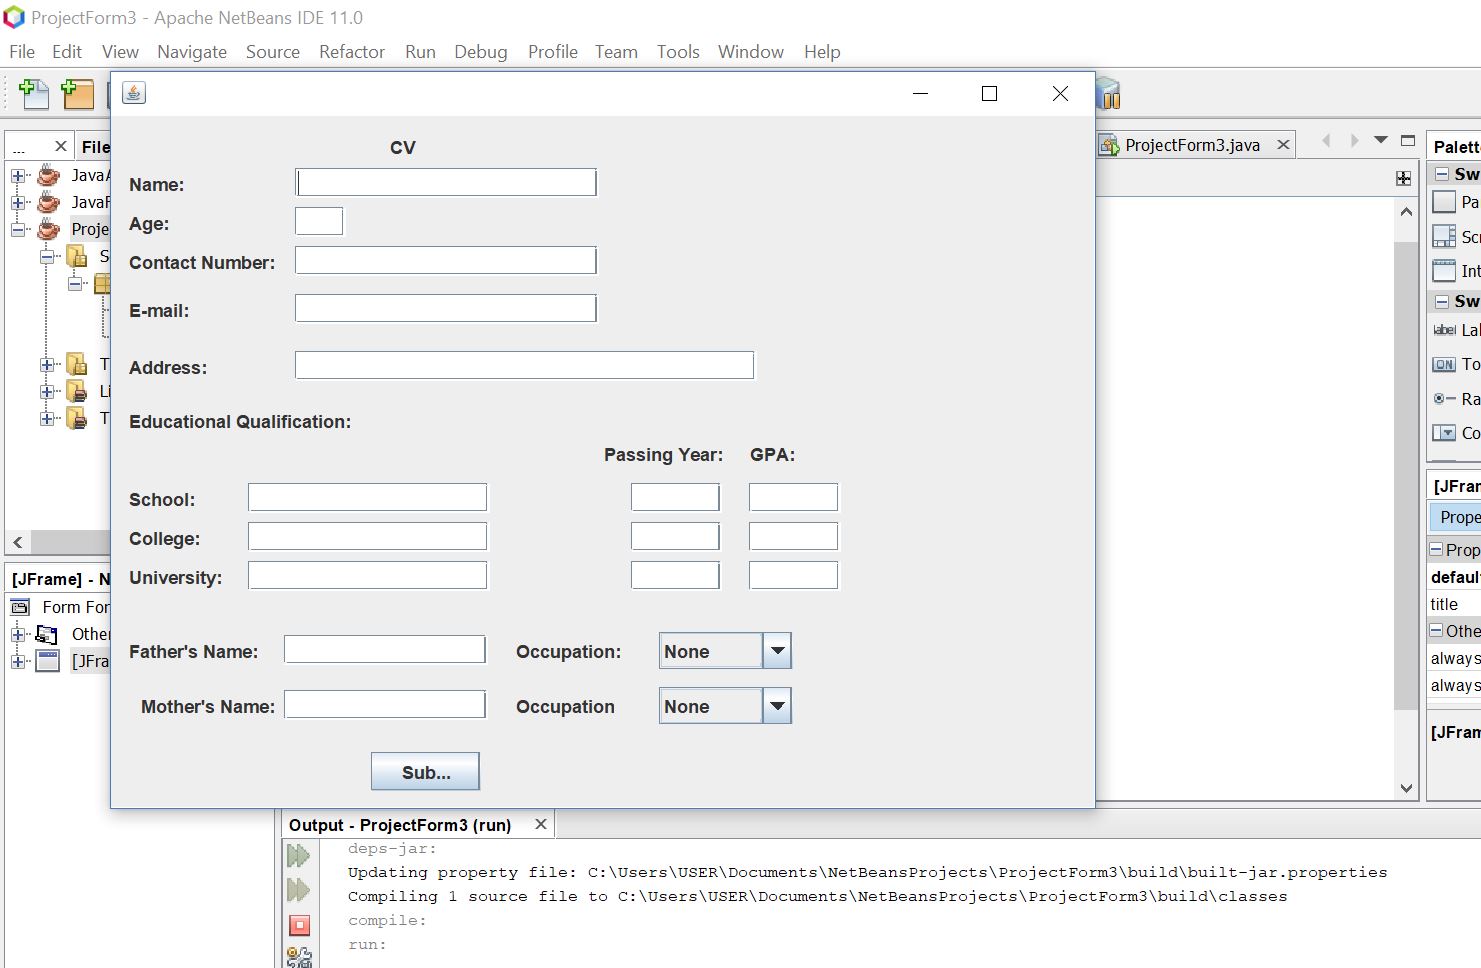 ProjectForm3 - Apache NetBeans IDE 11.0
File Edit View Navigate Source Refactor Run Debug Profile Team Tools Window Help
... File
ProjectForm3.java
Palett
CV
Name:
Age:
Contact Number:
E-mail:
Address:
Educational Qualification:
Passing Year: GPA:
School:
College:
University:
Father's Name: Occupation: None
Mother's Name: Occupation None
Sub...
JavaA
JavaF
Proje
S
T
Li
T
[JFrame] - N
Form For
Other
[JFra
Sw
Pa
Scr
Int
Sw
label Lal
ON To
Ra
Co
[JFran
Prope
Prop
defaul
title
Othe
always
always
[JFram
Output - ProjectForm3 (run)
deps-jar:
Updating property file: C:\Users\USER\Documents\NetBeansProjects\ProjectForm3\build\built-jar.properties
Compiling 1 source file to C:\Users\USER\Documents\NetBeansProjects\ProjectForm3\build\classes
compile:
run: